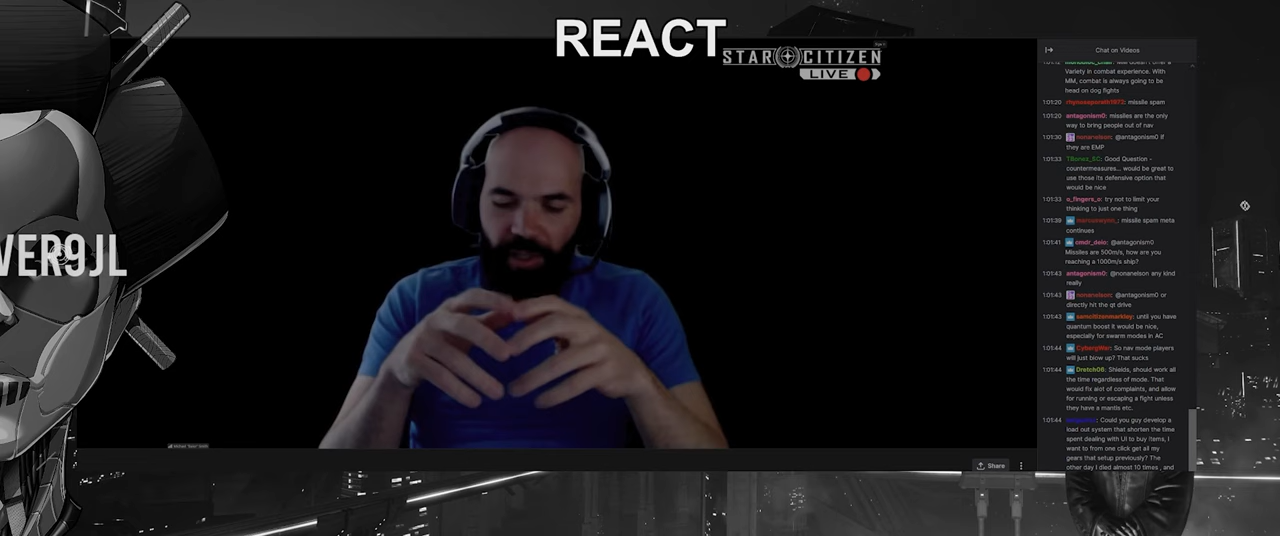 REACT
STAR CITIZEN
LIVE
VER9JL
Chat on Videos
Variety in combat experience. With
MM, combat is always going to be
head on dog fights
1:01:20 missile spam
1:01:20 antagonism0: missiles are the only
way to bring people out of nav
1:01:30 nonanelson: @antagonism0 if
they are EMP
1:01:33 TBonez_SC: Good Question -
countermeasures... would be great to
use those its defensive option that
would be nice
1:01:33 u_fingers_u: try not to limit your
thinking to just one thing
1:01:39 missile spam meta
continues
1:01:41 cmdr_deio: @antagonism0
Missiles are 500m/s, how are you
reaching a 1000m/s ship?
1:01:43 antagonism0: @nonanelson any kind
really
1:01:43 nonanelson: @antagonism0 or
directly hit the qt drive
1:01:43 samcitizenmarkley: until you have
quantum boost it would be nice,
especially for swarm modes in AC
1:01:44 CyborgWar: So nav mode players
will just blow up? That sucks
1:01:44 Dretch06: Shields, should work all
the time regardless of mode. That
would fix alot of complaints, and allow
for running or escaping a fight unless
they have a mantis etc.
1:01:44 Could you guy develop a
load out system that shorten the time
spent dealing with UI to buy items, I
want to from one click get all my
gears that setup previously? The
other day I died almost 10 times , and
Share